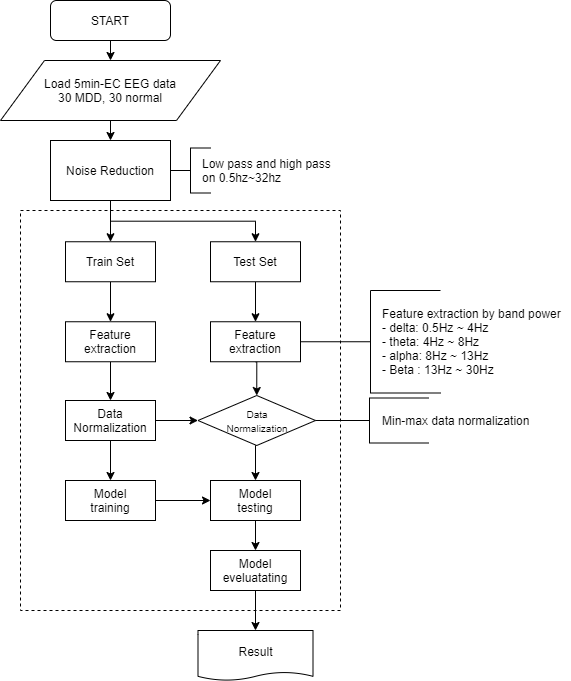 START
Load 5min-EC EEG data
30 MDD, 30 normal
Noise Reduction
Low pass and high pass
on 0.5hz~32hz
Train Set
Test Set
Feature
extraction
Feature
extraction
Feature extraction by band power
- delta: 0.5Hz ~ 4Hz
- theta: 4Hz ~ 8Hz
- alpha: 8Hz ~ 13Hz
- Beta : 13Hz ~ 30Hz
Data
Normalization
Data
Normalization
Min-max data normalization
Model
training
Model
testing
Model
eveluatating
Result